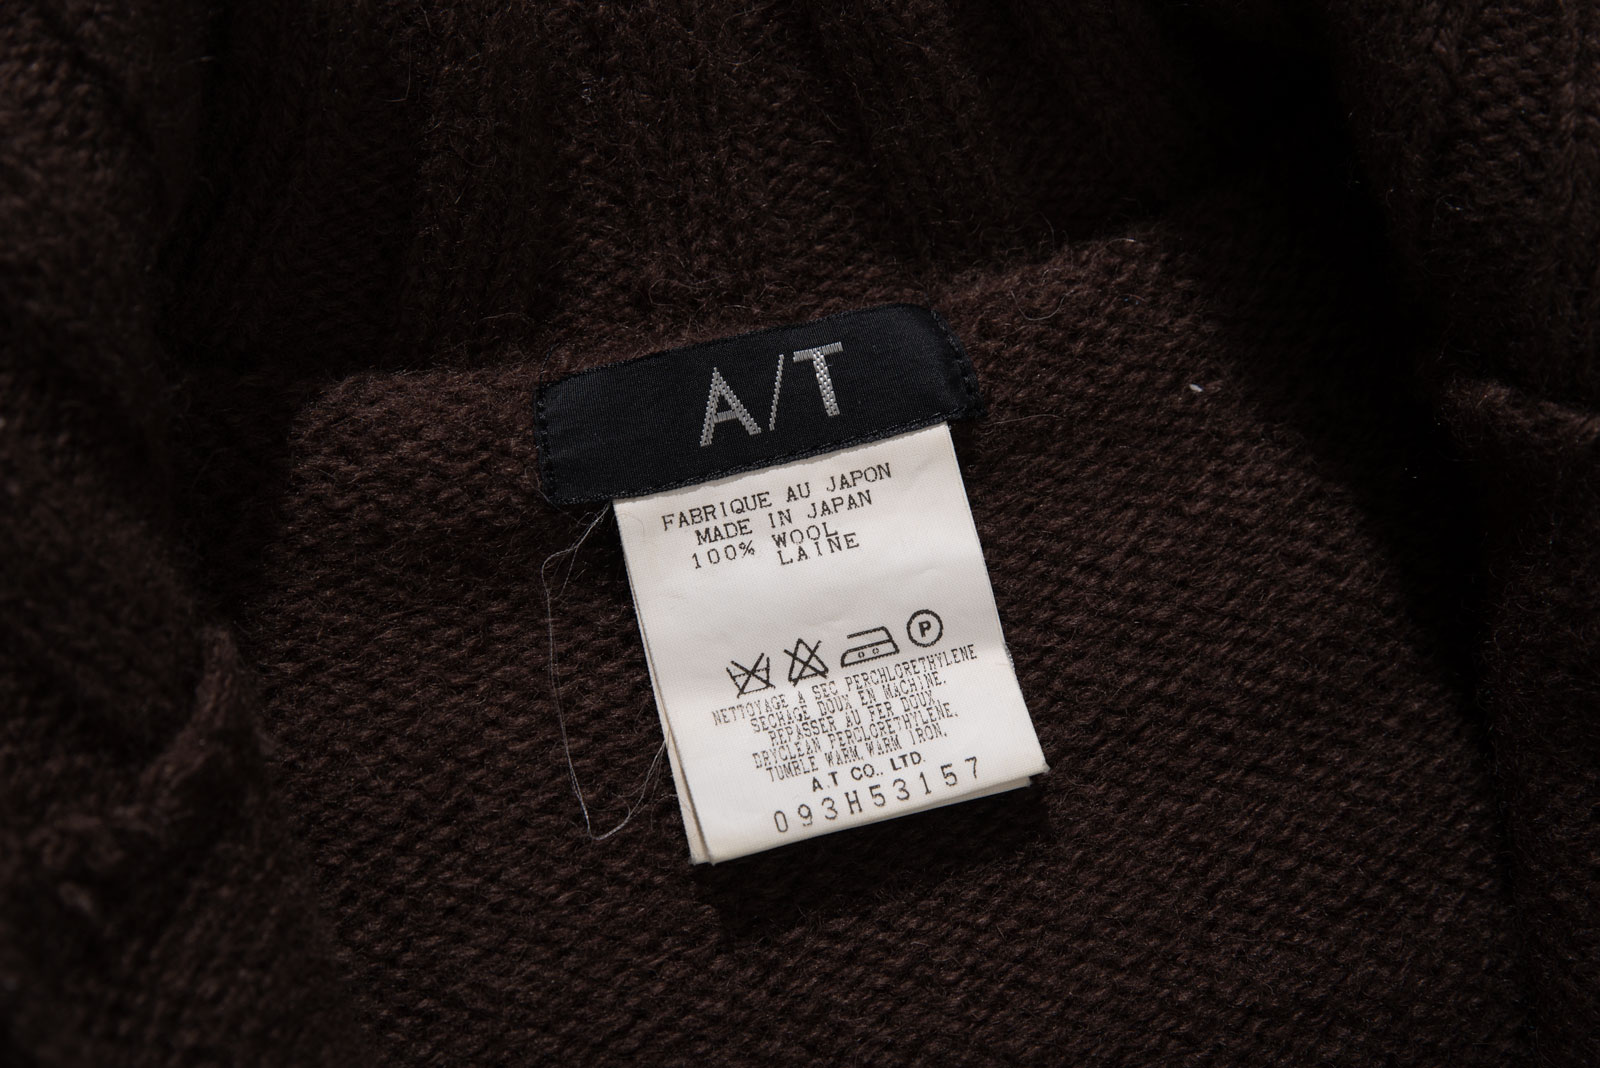 A/T
FABRIQUE AU JAPON
MADE IN JAPAN
100% WOOL
LAINE
P
NETTOYAGE A SEC PERCHLORETHYLENE
SECHAGE DOUX EN MACHINE.
REPASSER AU FER DOUX.
DRYCLEAN PERCLORETHYLENE.
TUMBLE WARM. WARM IRON.
A.T CO., LTD.
093H53157